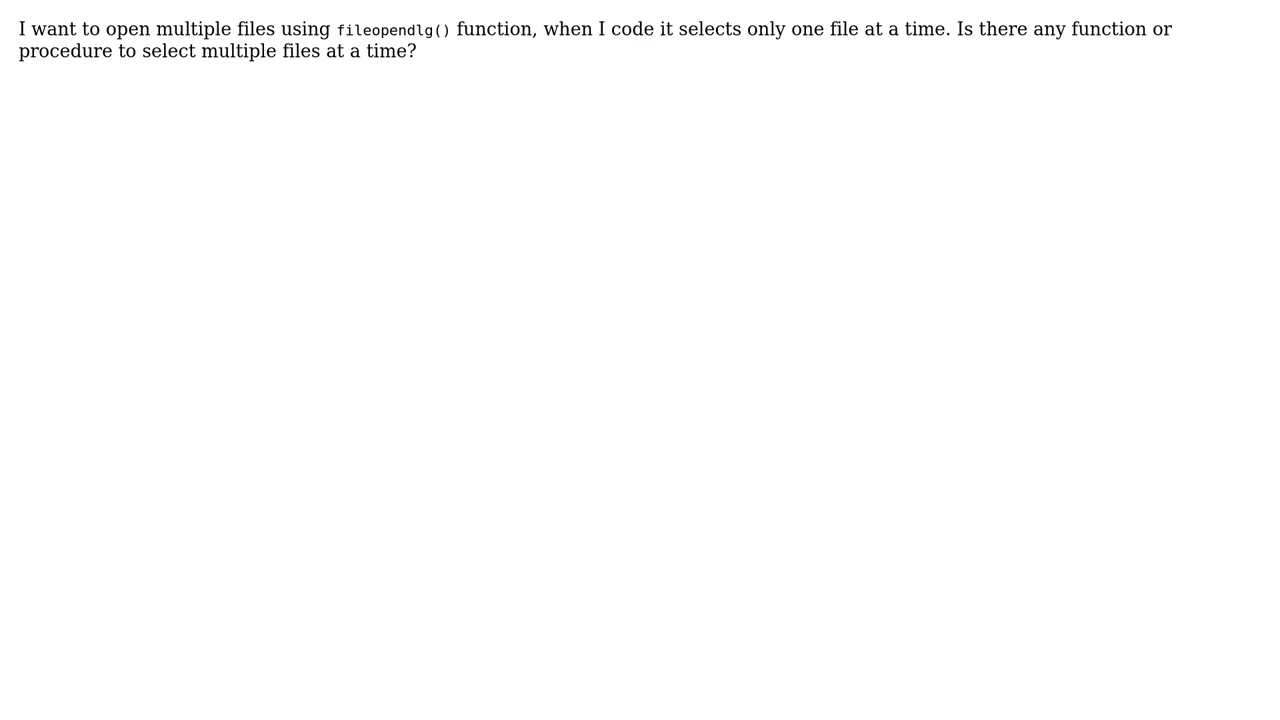 I want to open multiple files using fileopendlg() function, when I code it selects only one file at a time. Is there any function or
procedure to select multiple files at a time?